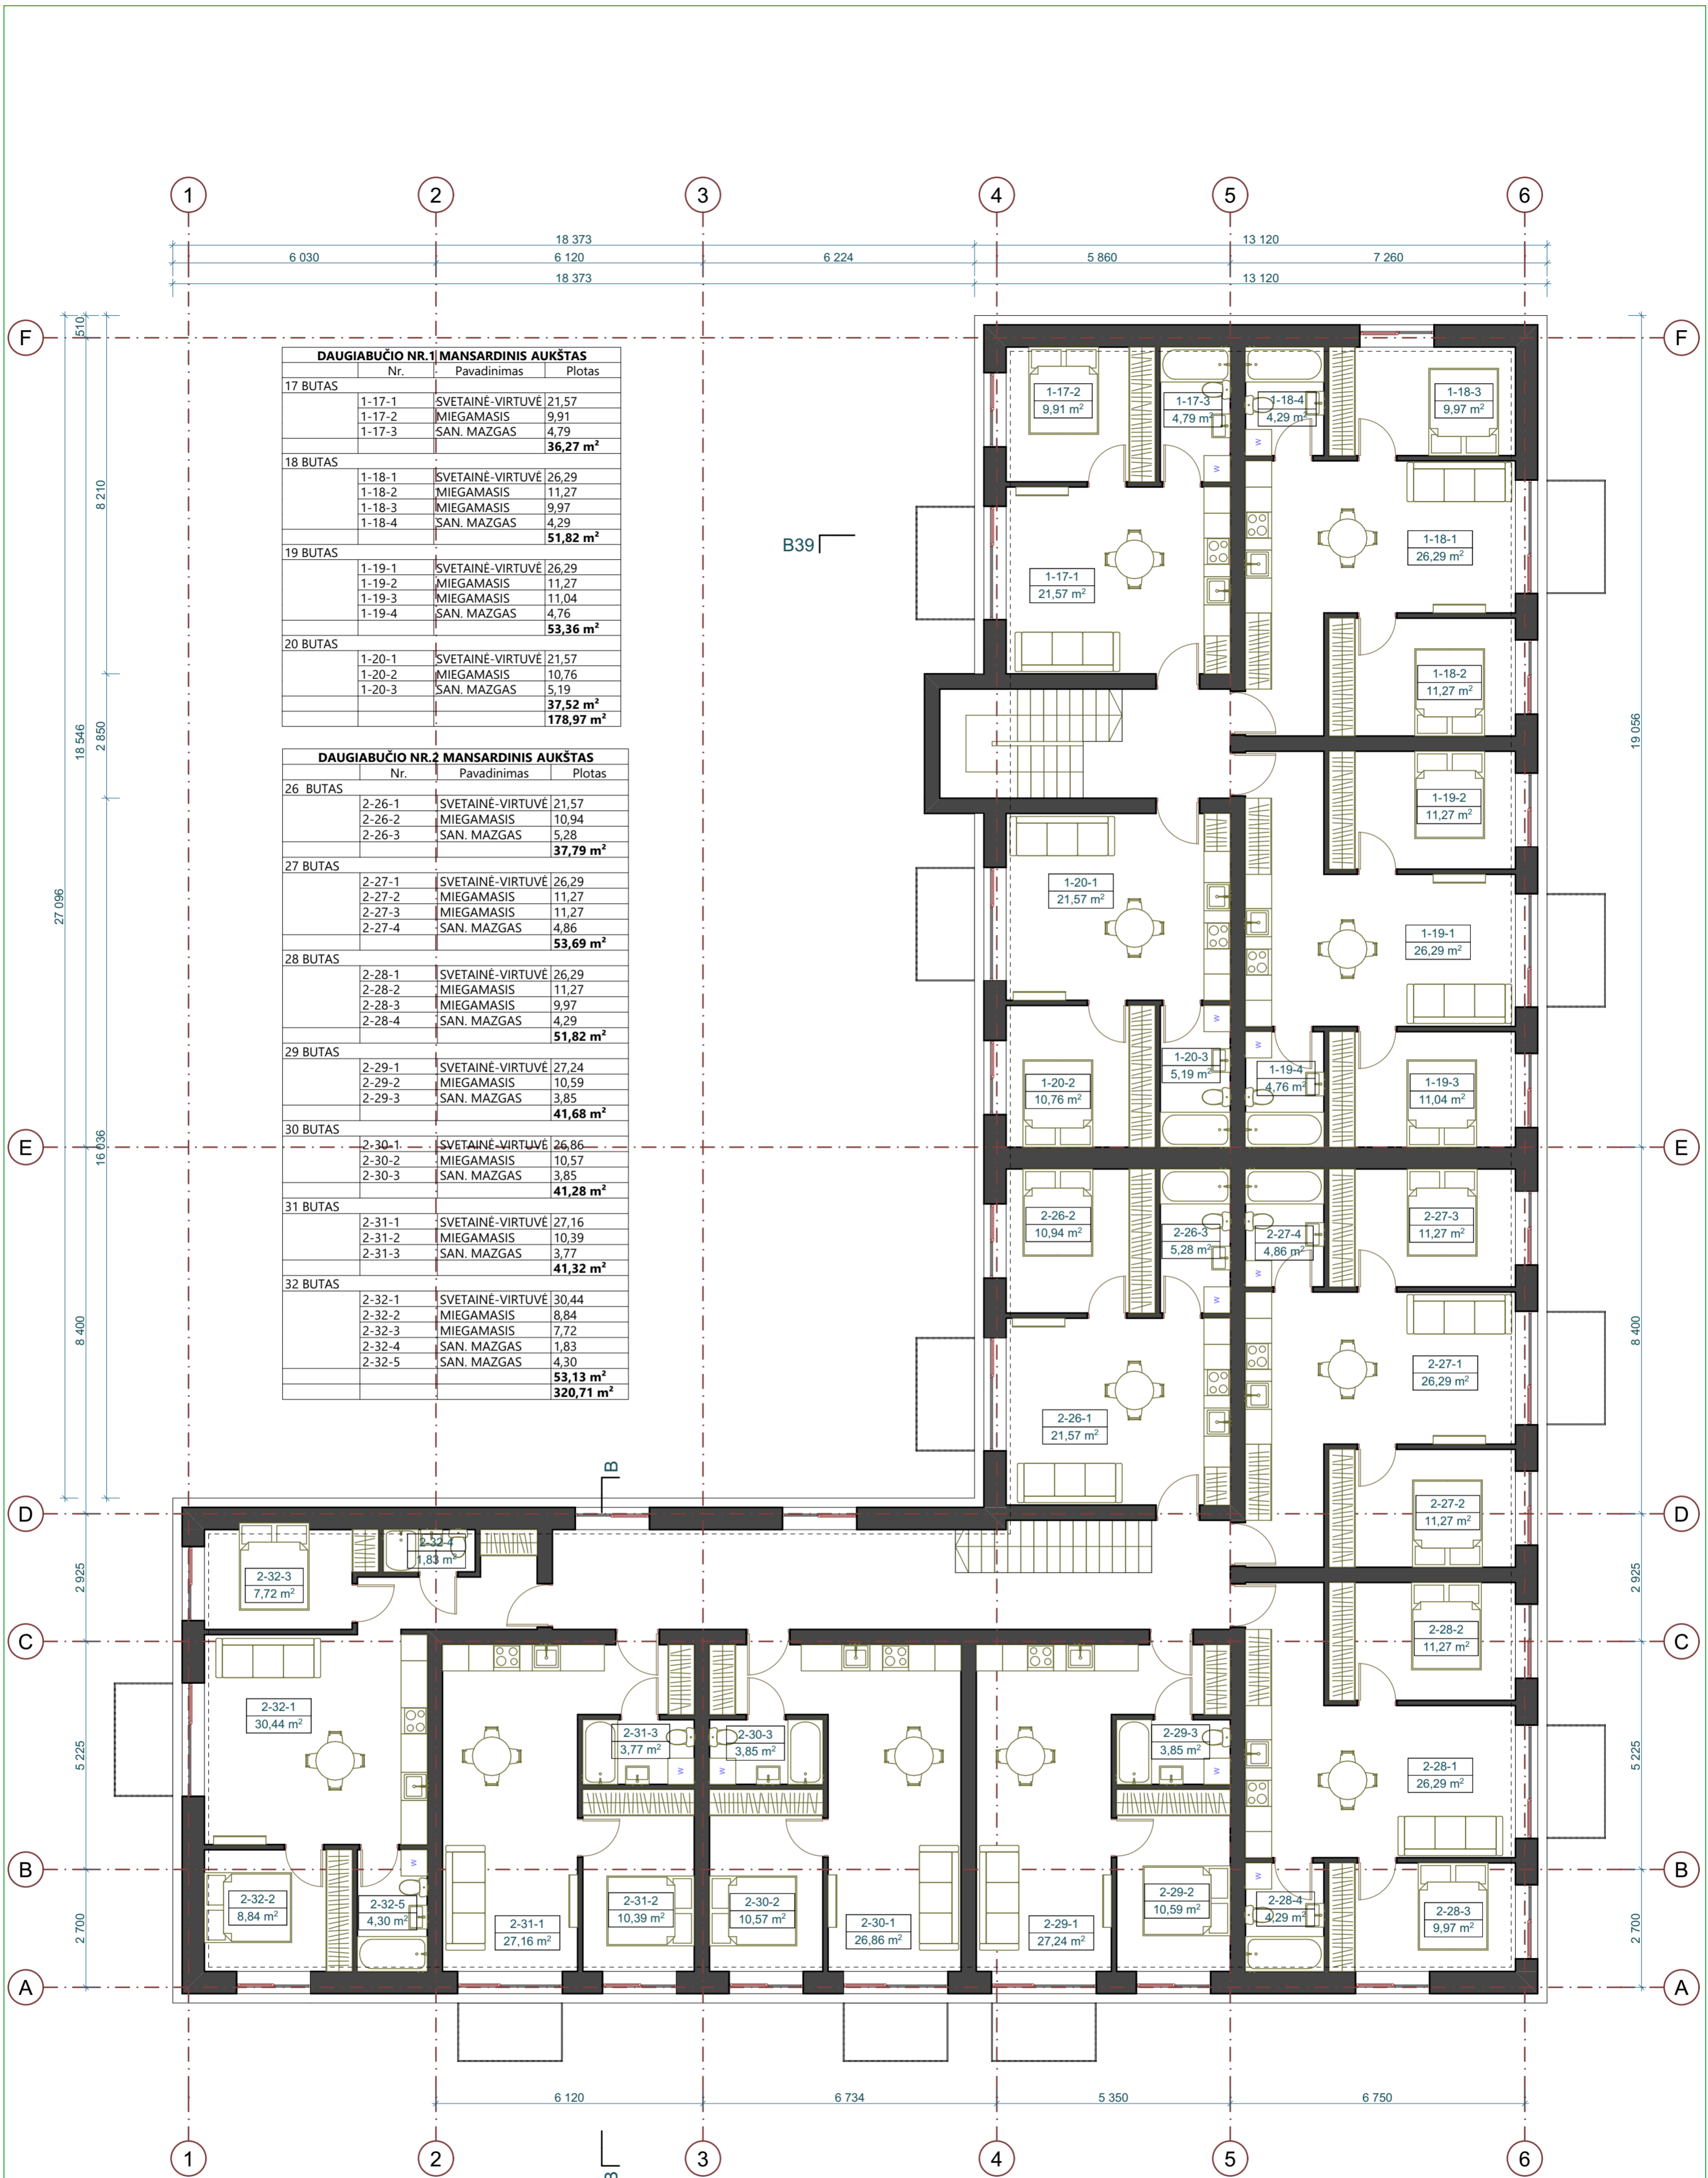 1 2 3 4 5 6
18 373 13 120
6 030 6 120 6 224 5 860 7 260
18 373 13 120
F F
510
DAUGIABUČIO NR.1 MANSARDINIS AUKŠTAS
Nr. Pavadinimas Plotas
17 BUTAS
1-17-1 SVETAINĖ-VIRTUVĖ 21,57
1-17-2 MIEGAMASIS 9,91
1-17-3 SAN. MAZGAS 4,79
36,27 m²
18 BUTAS
1-18-1 SVETAINĖ-VIRTUVĖ 26,29
1-18-2 MIEGAMASIS 11,27
1-18-3 MIEGAMASIS 9,97
1-18-4 SAN. MAZGAS 4,29
51,82 m²
19 BUTAS
1-19-1 SVETAINĖ-VIRTUVĖ 26,29
1-19-2 MIEGAMASIS 11,27
1-19-3 MIEGAMASIS 11,04
1-19-4 SAN. MAZGAS 4,76
53,36 m²
20 BUTAS
1-20-1 SVETAINĖ-VIRTUVĖ 21,57
1-20-2 MIEGAMASIS 10,76
1-20-3 SAN. MAZGAS 5,19
37,52 m²
178,97 m²
DAUGIABUČIO NR.2 MANSARDINIS AUKŠTAS
Nr. Pavadinimas Plotas
26 BUTAS
2-26-1 SVETAINĖ-VIRTUVĖ 21,57
2-26-2 MIEGAMASIS 10,94
2-26-3 SAN. MAZGAS 5,28
37,79 m²
27 BUTAS
2-27-1 SVETAINĖ-VIRTUVĖ 26,29
2-27-2 MIEGAMASIS 11,27
2-27-3 MIEGAMASIS 11,27
2-27-4 SAN. MAZGAS 4,86
53,69 m²
28 BUTAS
2-28-1 SVETAINĖ-VIRTUVĖ 26,29
2-28-2 MIEGAMASIS 11,27
2-28-3 MIEGAMASIS 9,97
2-28-4 SAN. MAZGAS 4,29
51,82 m²
29 BUTAS
2-29-1 SVETAINĖ-VIRTUVĖ 27,24
2-29-2 MIEGAMASIS 10,59
2-29-3 SAN. MAZGAS 3,85
41,68 m²
30 BUTAS
2-30-1 SVETAINĖ-VIRTUVĖ 26,86
2-30-2 MIEGAMASIS 10,57
2-30-3 SAN. MAZGAS 3,85
41,28 m²
31 BUTAS
2-31-1 SVETAINĖ-VIRTUVĖ 27,16
2-31-2 MIEGAMASIS 10,39
2-31-3 SAN. MAZGAS 3,77
41,32 m²
32 BUTAS
2-32-1 SVETAINĖ-VIRTUVĖ 30,44
2-32-2 MIEGAMASIS 8,84
2-32-3 MIEGAMASIS 7,72
2-32-4 SAN. MAZGAS 1,83
2-32-5 SAN. MAZGAS 4,30
53,13 m²
320,71 m²
8 210
2 850
18 546
27 096
16 036
8 400
2 925
5 225
2 700
B39
1-17-2
9,91 m²
1-17-3
4,79 m²
1-18-4
4,29 m²
1-18-3
9,97 m²
W
W
1-17-1
21,57 m²
1-18-1
26,29 m²
1-18-2
11,27 m²
1-19-2
11,27 m²
1-20-1
21,57 m²
1-19-1
26,29 m²
W
W
1-20-2
10,76 m²
1-20-3
5,19 m²
1-19-4
4,76 m²
1-19-3
11,04 m²
19 056
E E
2-26-2
10,94 m²
2-26-3
5,28 m²
2-27-4
4,86 m²
2-27-3
11,27 m²
W
W
2-26-1
21,57 m²
2-27-1
26,29 m²
8 400
B
2-27-2
11,27 m²
D D
2-32-3
7,72 m²
2-32-4
1,83 m²
2 925
2-28-2
11,27 m²
C C
2-32-1
30,44 m²
2-31-3
3,77 m²
2-30-3
3,85 m²
2-29-3
3,85 m²
W
W
W
2-28-1
26,29 m²
5 225
B B
W
W
2-32-2
8,84 m²
2-32-5
4,30 m²
2-31-1
27,16 m²
2-31-2
10,39 m²
2-30-2
10,57 m²
2-30-1
26,86 m²
2-29-1
27,24 m²
2-29-2
10,59 m²
2-28-4
4,29 m²
2-28-3
9,97 m²
2 700
A A
6 120 6 734 5 350 6 750
B
1 2 3 4 5 6